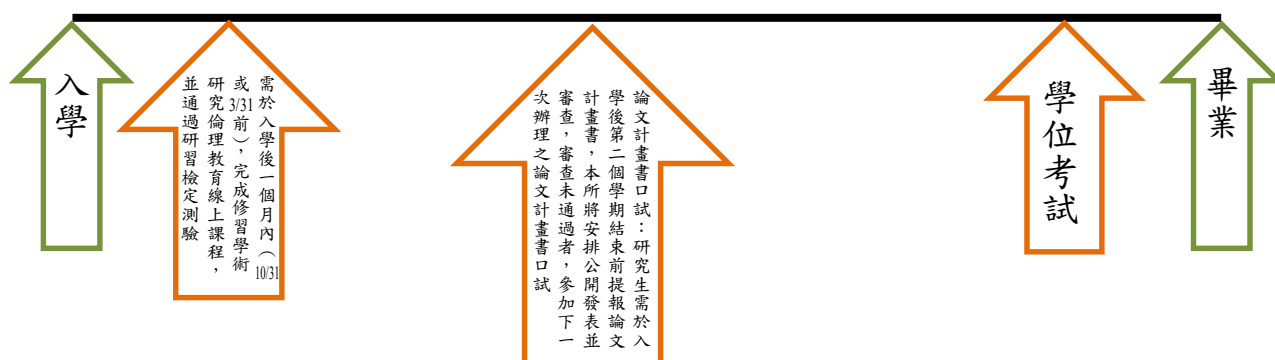 入學
需於入學後一個月內（10/31
或3/31前），完成修習學術
研究倫理教育線上課程，
並通過研習檢定測驗
論文計畫書口試：研究生需於入
學後第二個學期結束前提報論文
計畫書，本所將安排公開發表並
審查，審查未通過者，參加下一
次辦理之論文計畫書口試
學位考試
畢業